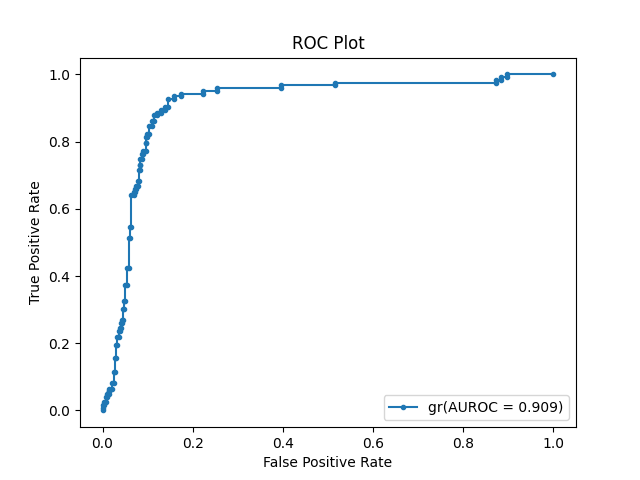 ROC Plot
True Positive Rate
1.0
0.8
0.6
0.4
0.2
0.0
gr(AUROC = 0.909)
0.0 0.2 0.4 0.6 0.8 1.0
False Positive Rate